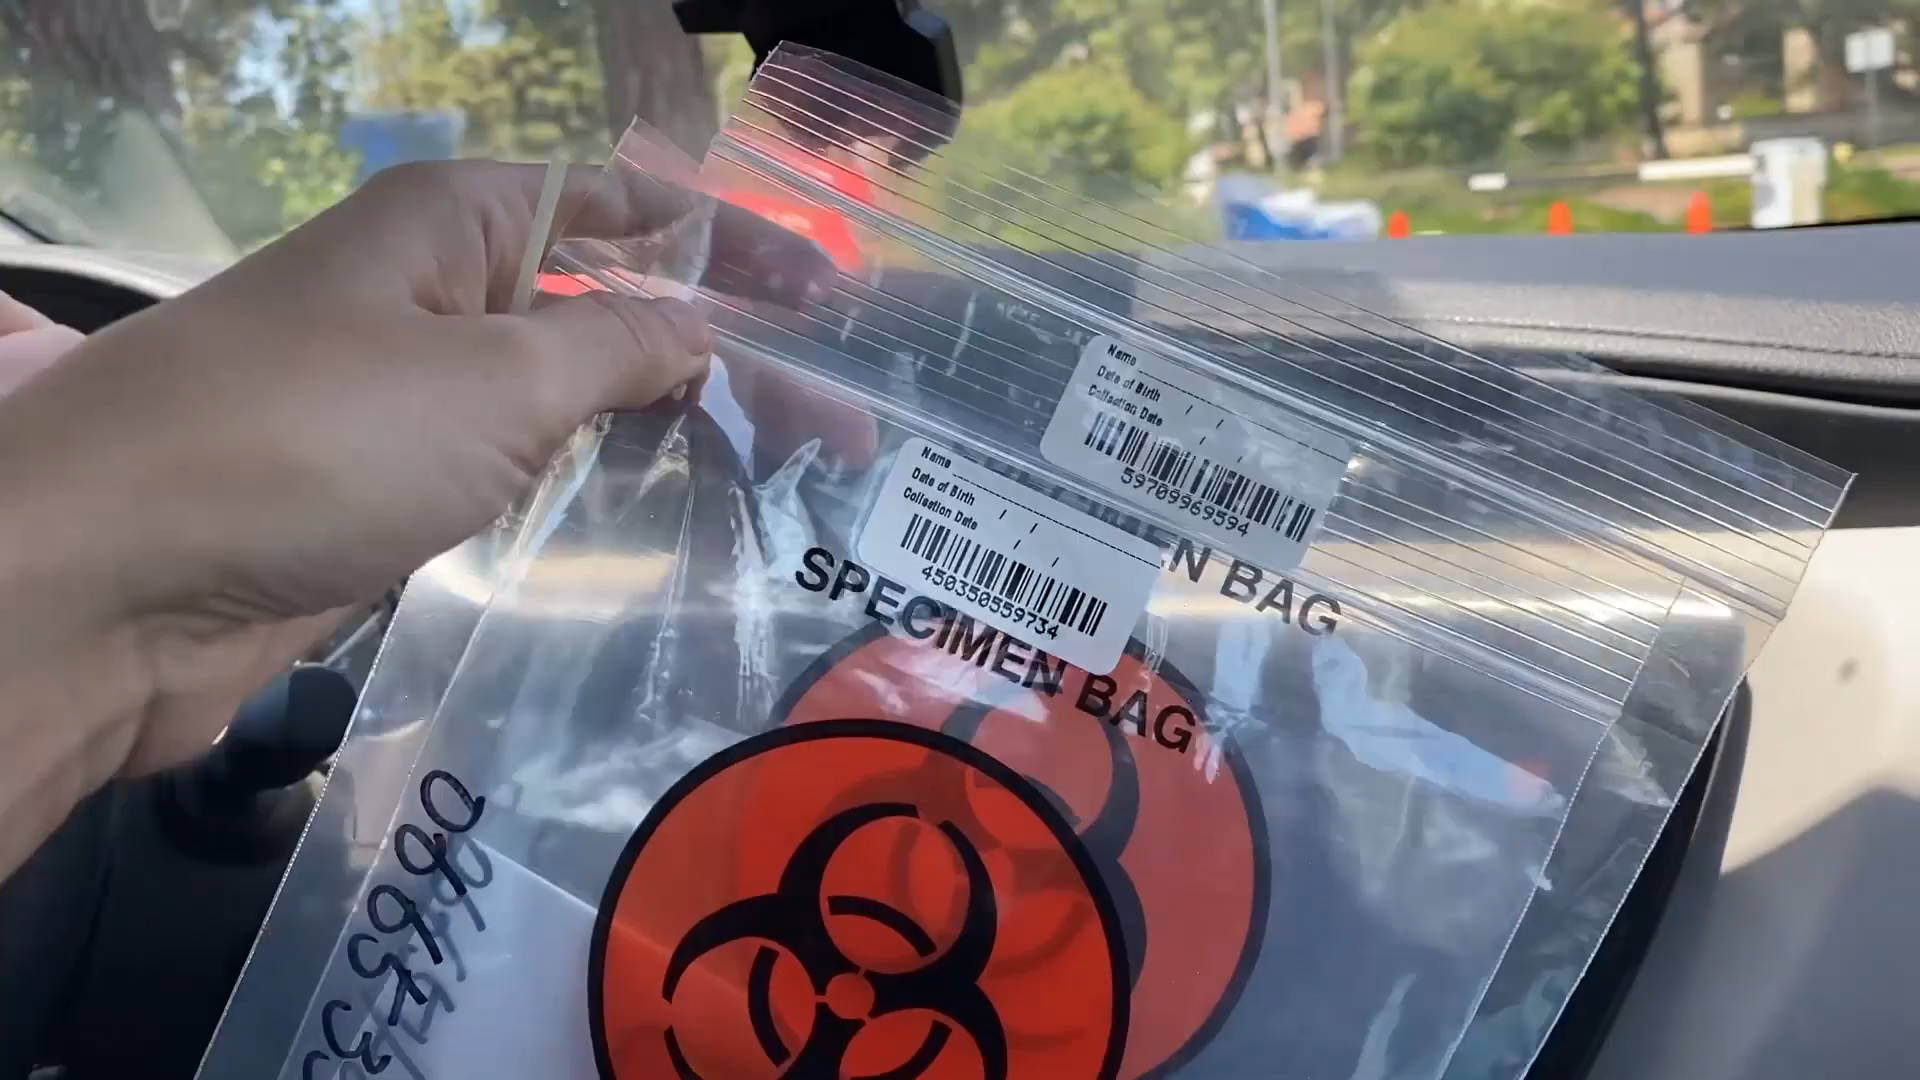 Name
Date of Birth / /
Collection Date / /
59709969594
SPECIMEN BAG
Name
Date of Birth / /
Collection Date / /
450350559734
SPECIMEN BAG